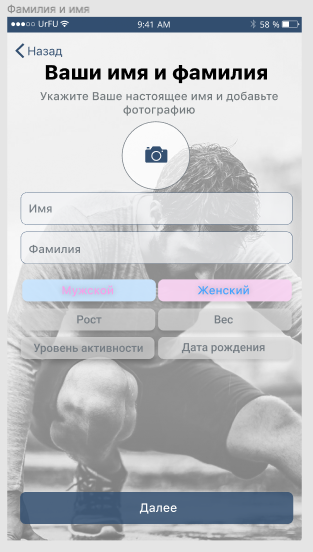 Фамилия и имя
UrFU 9:41 AM 58 %
Назад
Ваши имя и фамилия
Укажите Ваше настоящее имя и добавьте
фотографию
Имя
Фамилия
Мужской Женский
Рост Вес
Уровень активности Дата рождения
Далее